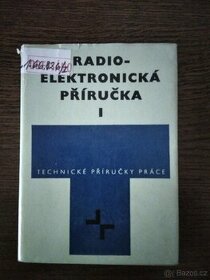 RADIO-
ELEKTRONICKÁ
PŘÍRUČKA
I
TECHNICKÉ PŘÍRUČKY PRÁCE